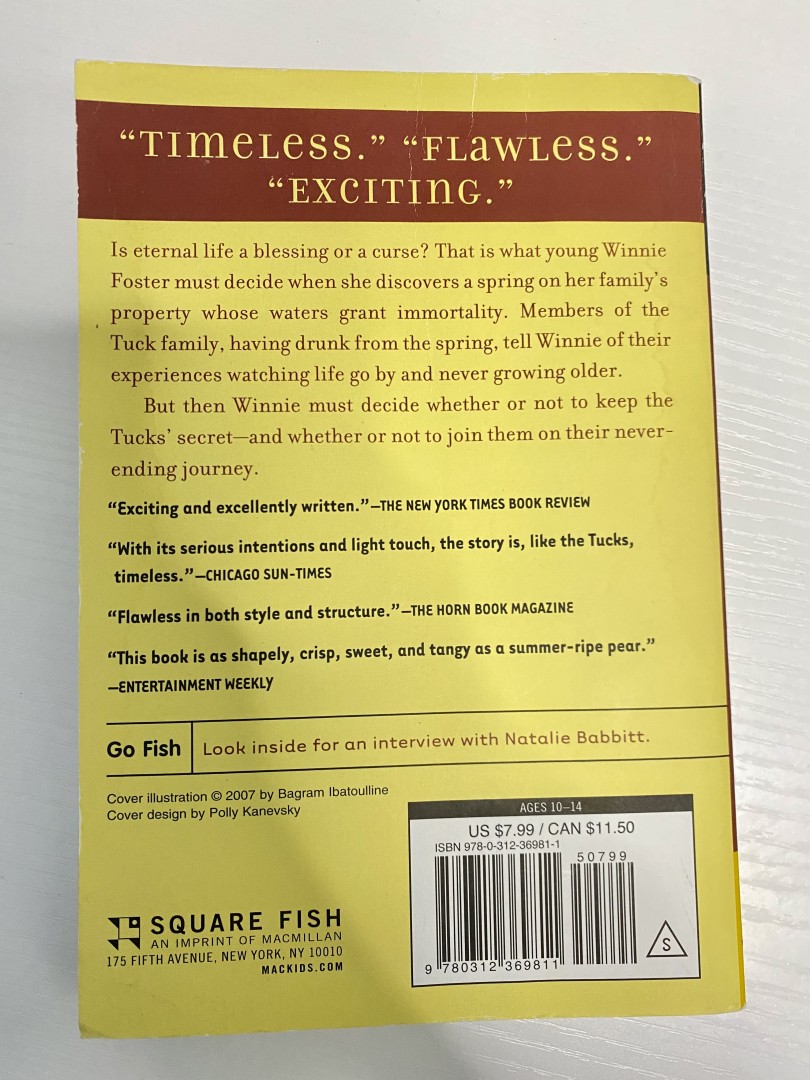 “TIMELESS.” “FLAWLESS.”
“EXCITING.”
Is eternal life a blessing or a curse? That is what young Winnie
Foster must decide when she discovers a spring on her family’s
property whose waters grant immortality. Members of the
Tuck family, having drunk from the spring, tell Winnie of their
experiences watching life go by and never growing older.
But then Winnie must decide whether or not to keep the
Tucks’ secret—and whether or not to join them on their never-
ending journey.
“Exciting and excellently written.”—THE NEW YORK TIMES BOOK REVIEW
“With its serious intentions and light touch, the story is, like the Tucks,
timeless.”—CHICAGO SUN-TIMES
“Flawless in both style and structure.”—THE HORN BOOK MAGAZINE
“This book is as shapely, crisp, sweet, and tangy as a summer-ripe pear.”
—ENTERTAINMENT WEEKLY
Go Fish Look inside for an interview with Natalie Babbitt.
Cover illustration © 2007 by Bagram Ibatoulline
Cover design by Polly Kanevsky
SQUARE FISH
AN IMPRINT OF MACMILLAN
175 FIFTH AVENUE, NEW YORK, NY 10010
MACKIDS.COM
AGES 10–14
US $7.99 / CAN $11.50
ISBN 978-0-312-36981-1
50799
9 780312 369811
S